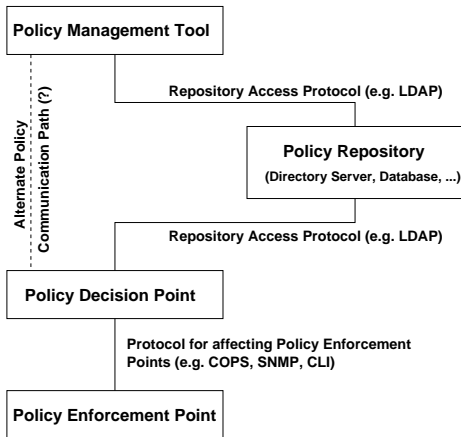 Policy Management Tool
Repository Access Protocol (e.g. LDAP)
Alternate Policy
Communication Path (?)
Policy Repository
(Directory Server, Database, ...)
Repository Access Protocol (e.g. LDAP)
Policy Decision Point
Protocol for affecting Policy Enforcement
Points (e.g. COPS, SNMP, CLI)
Policy Enforcement Point